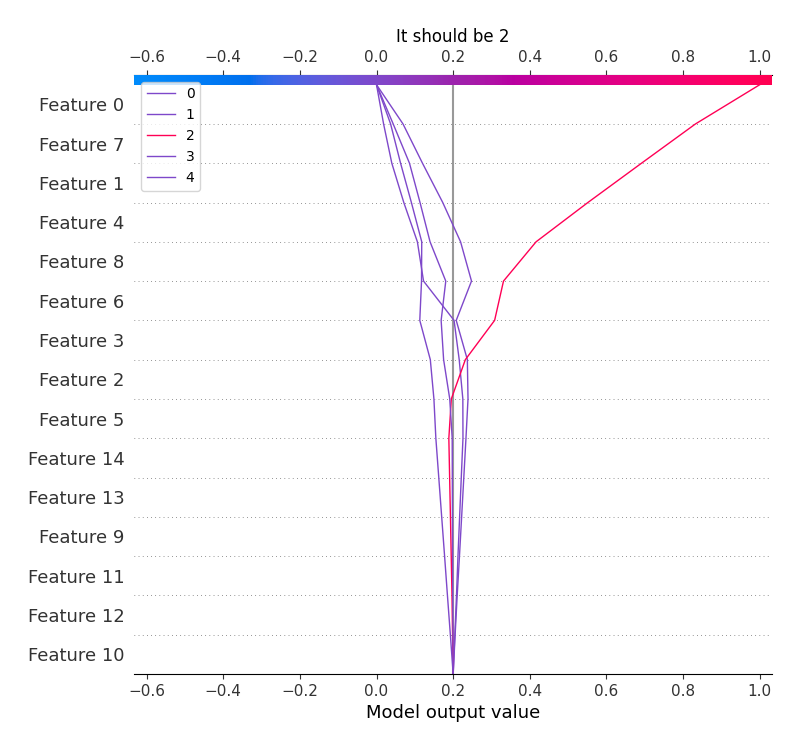 It should be 2
−0.6 −0.4 −0.2 0.0 0.2 0.4 0.6 0.8 1.0
0
1
2
3
4
Feature 0
Feature 7
Feature 1
Feature 4
Feature 8
Feature 6
Feature 3
Feature 2
Feature 5
Feature 14
Feature 13
Feature 9
Feature 11
Feature 12
Feature 10
−0.6 −0.4 −0.2 0.0 0.2 0.4 0.6 0.8 1.0
Model output value